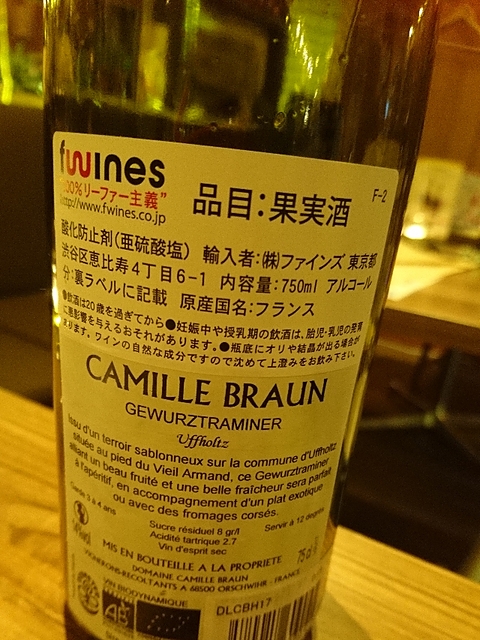 fwines
"100%リーファー主義"
http://www.fwines.co.jp
品目：果実酒
F-2
酸化防止剤(亜硫酸塩) 輸入者：㈱ファインズ 東京都
渋谷区恵比寿4丁目6-1 内容量：750ml アルコール
分：裏ラベルに記載 原産国名：フランス
●飲酒は20歳を過ぎてから●妊娠中や授乳期の飲酒は、胎児・乳児の発育
に悪影響を与えるおそれがあります。●瓶底にオリや結晶が出る場合が
あります。ワインの自然な成分ですので沈めて上澄みをお飲み下さい。
CAMILLE BRAUN
GEWURZTRAMINER
Uffholtz
Issu d'un terroir sablonneux sur la commune d'Uffholtz
située au pied du Vieil Armand, ce Gewurztraminer
alliant un beau fruité et une belle fraîcheur sera parfait
à l'apéritif, en accompagnement d'un plat exotique
ou avec des fromages corsés.
Garde 3 à 4 ans
Servir à 12 degrés
Sucre résiduel 8 gr/l
Acidité tartrique 2.7
Vin d'esprit sec
MIS EN BOUTEILLE A LA PROPRIETE
75 cl
DOMAINE CAMILLE BRAUN
VIGNERONS-RECOLTANTS A 68500 ORSCHWIHR - FRANCE
VIN BIODYNAMIQUE
AB
DLCBH17